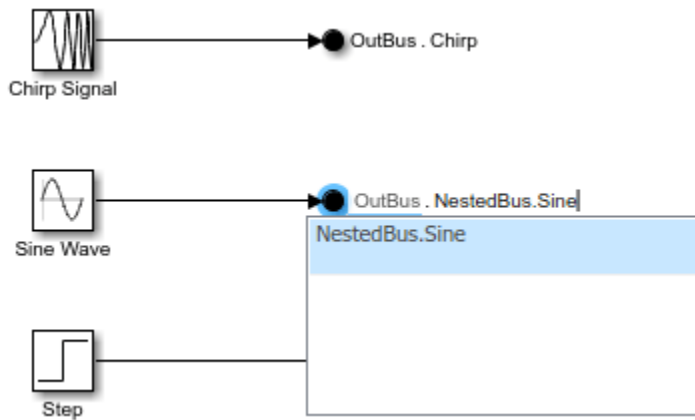 OutBus . Chirp
Chirp Signal
OutBus . NestedBus.Sine
NestedBus.Sine
Sine Wave
Step